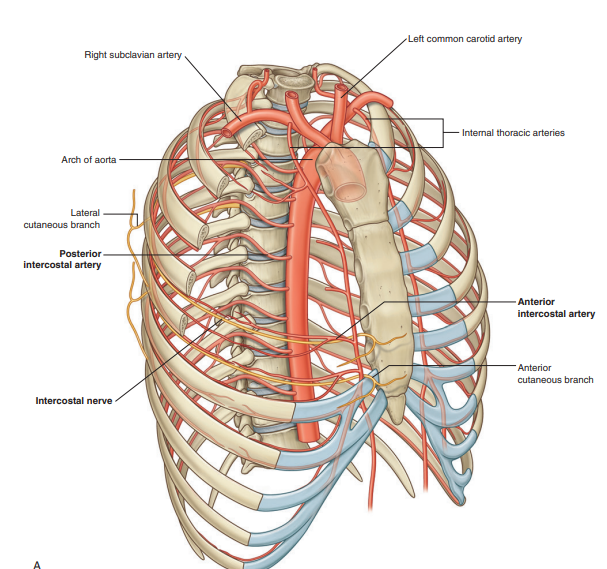 Left common carotid artery
Right subclavian artery
Internal thoracic arteries
Arch of aorta
Lateral
cutaneous branch
Posterior
intercostal artery
Anterior
intercostal artery
Anterior
cutaneous branch
Intercostal nerve
A